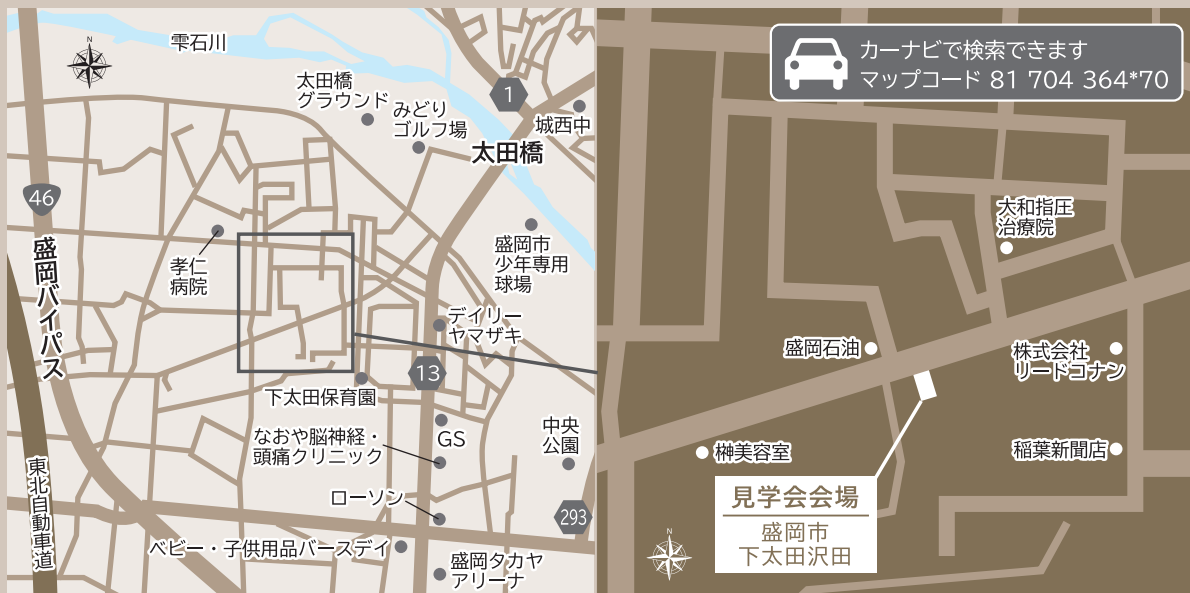 N
雫石川
太田橋
グラウンド
みどり
ゴルフ場
1
城西中
太田橋
46
盛岡バイパス
孝仁
病院
盛岡市
少年専用
球場
デイリー
ヤマザキ
13
下太田保育園
GS
なおや脳神経・
頭痛クリニック
中央
公園
ローソン
293
東北自動車道
ベビー・子供用品バースデイ
盛岡タカヤ
アリーナ
カーナビで検索できます
マップコード 81 704 364*70
大和指圧
治療院
盛岡石油
株式会社
リードコナン
榊美容室
稲葉新聞店
見学会会場
盛岡市
下太田沢田
N